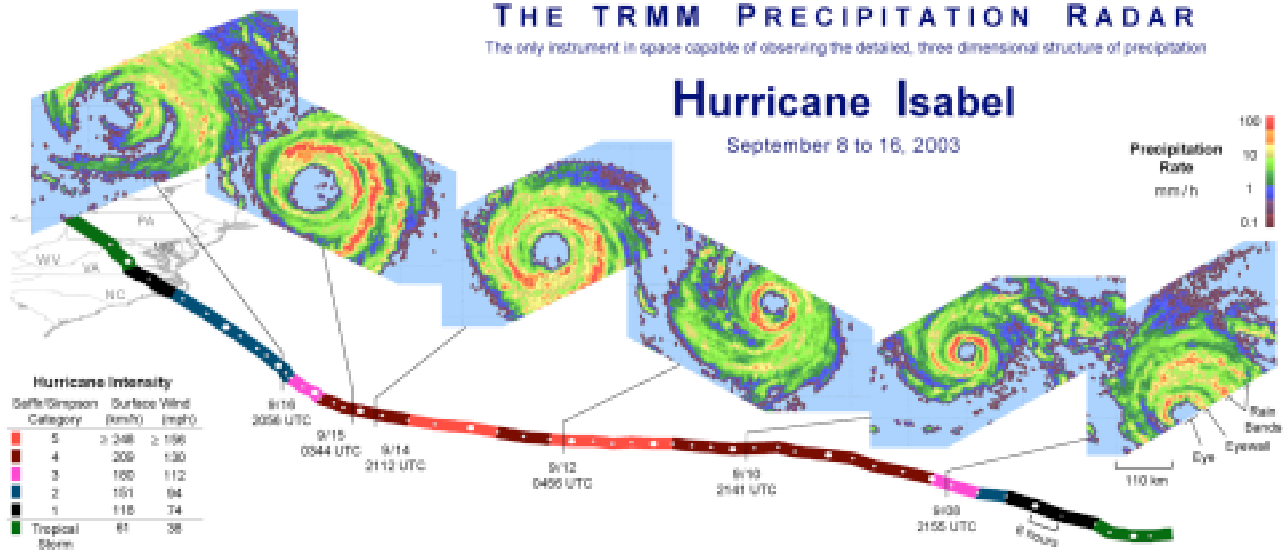 THE TRMM PRECIPITATION RADAR
The only instrument in space capable of observing the detailed, three dimensional structure of precipitation
Hurricane Isabel
September 8 to 16, 2003
Precipitation
Rate
mm/h
100
10
1
0.1
PA
WV
VA
NC
Hurricane Intensity
Saffir/Simpson Surface Wind
Category (km/h) (mph)
5 ≥ 248 ≥ 156
4 209 130
3 180 112
2 151 94
1 118 74
Tropical 61 38
Storm
9/16
2056 UTC
9/15
0344 UTC
9/14
2112 UTC
9/12
0456 UTC
9/10
2141 UTC
9/08
2155 UTC
6 hours
Rain
Bands
Eyewall
Eye
110 km